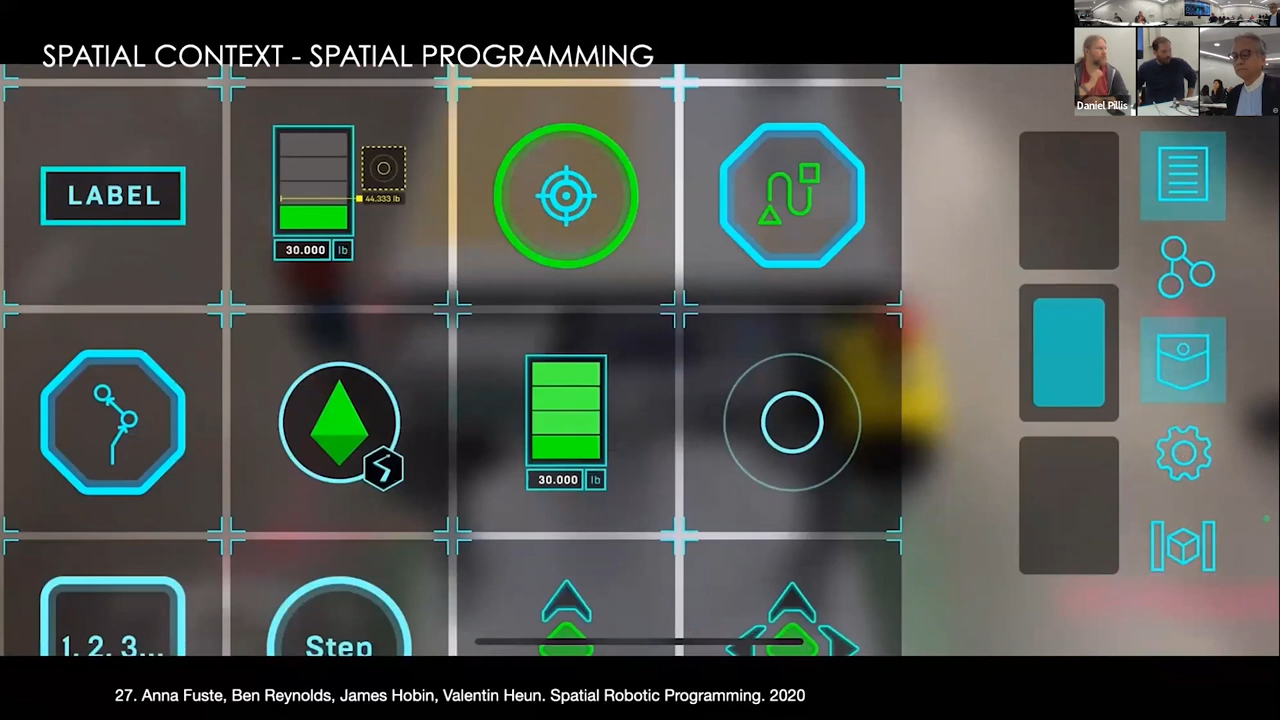 SPATIAL CONTEXT - SPATIAL PROGRAMMING
Daniel Pillis
LABEL
44.333 lb
30.000 lb
30.000 lb
1, 2, 3...
Step
27. Anna Fuste, Ben Reynolds, James Hobin, Valentin Heun. Spatial Robotic Programming. 2020